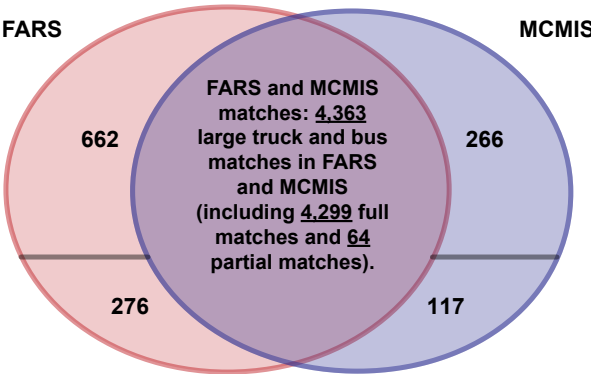 FARS
MCMIS
FARS and MCMIS
matches: 4,363
large truck and bus
matches in FARS
and MCMIS
(including 4,299 full
matches and 64
partial matches).
662
266
276
117